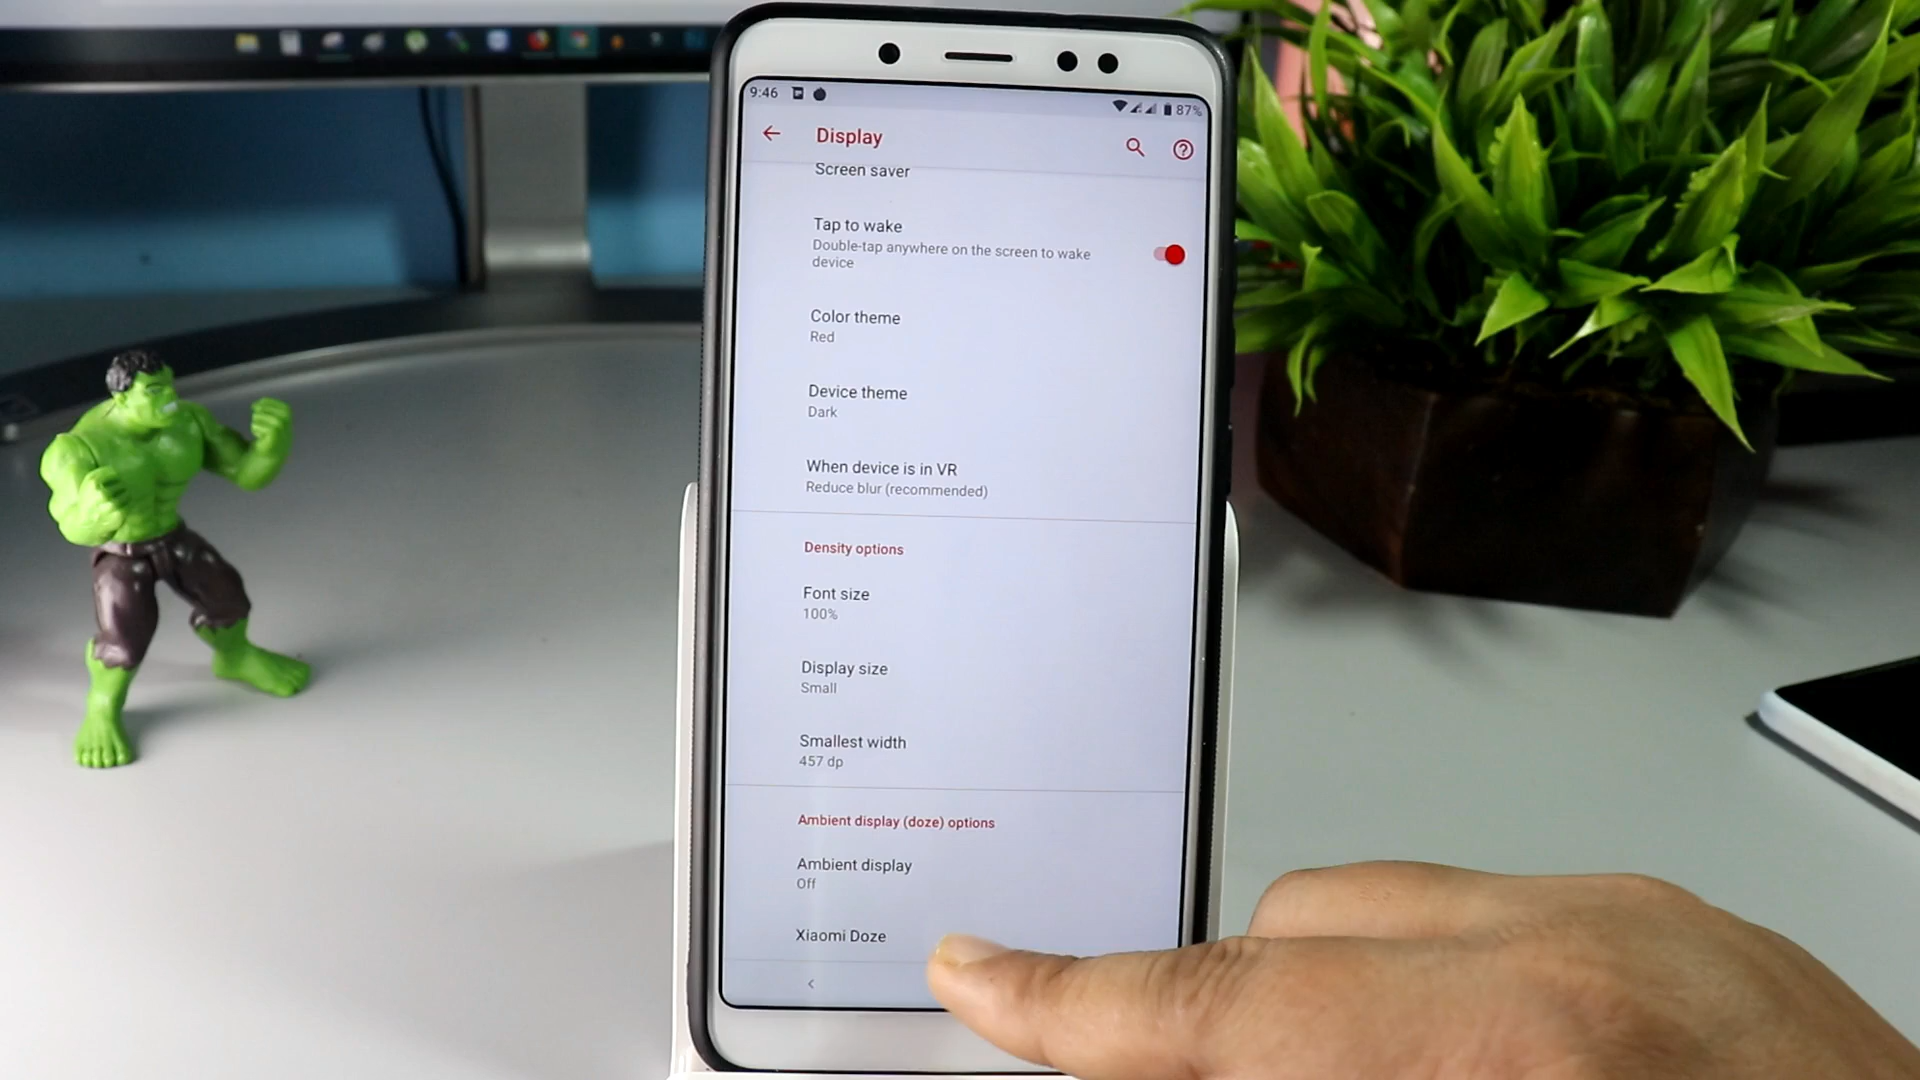 9:46
87%
Display
Screen saver
Tap to wake
Double-tap anywhere on the screen to wake
device
Color theme
Red
Device theme
Dark
When device is in VR
Reduce blur (recommended)
Density options
Font size
100%
Display size
Small
Smallest width
457 dp
Ambient display (doze) options
Ambient display
Off
Xiaomi Doze